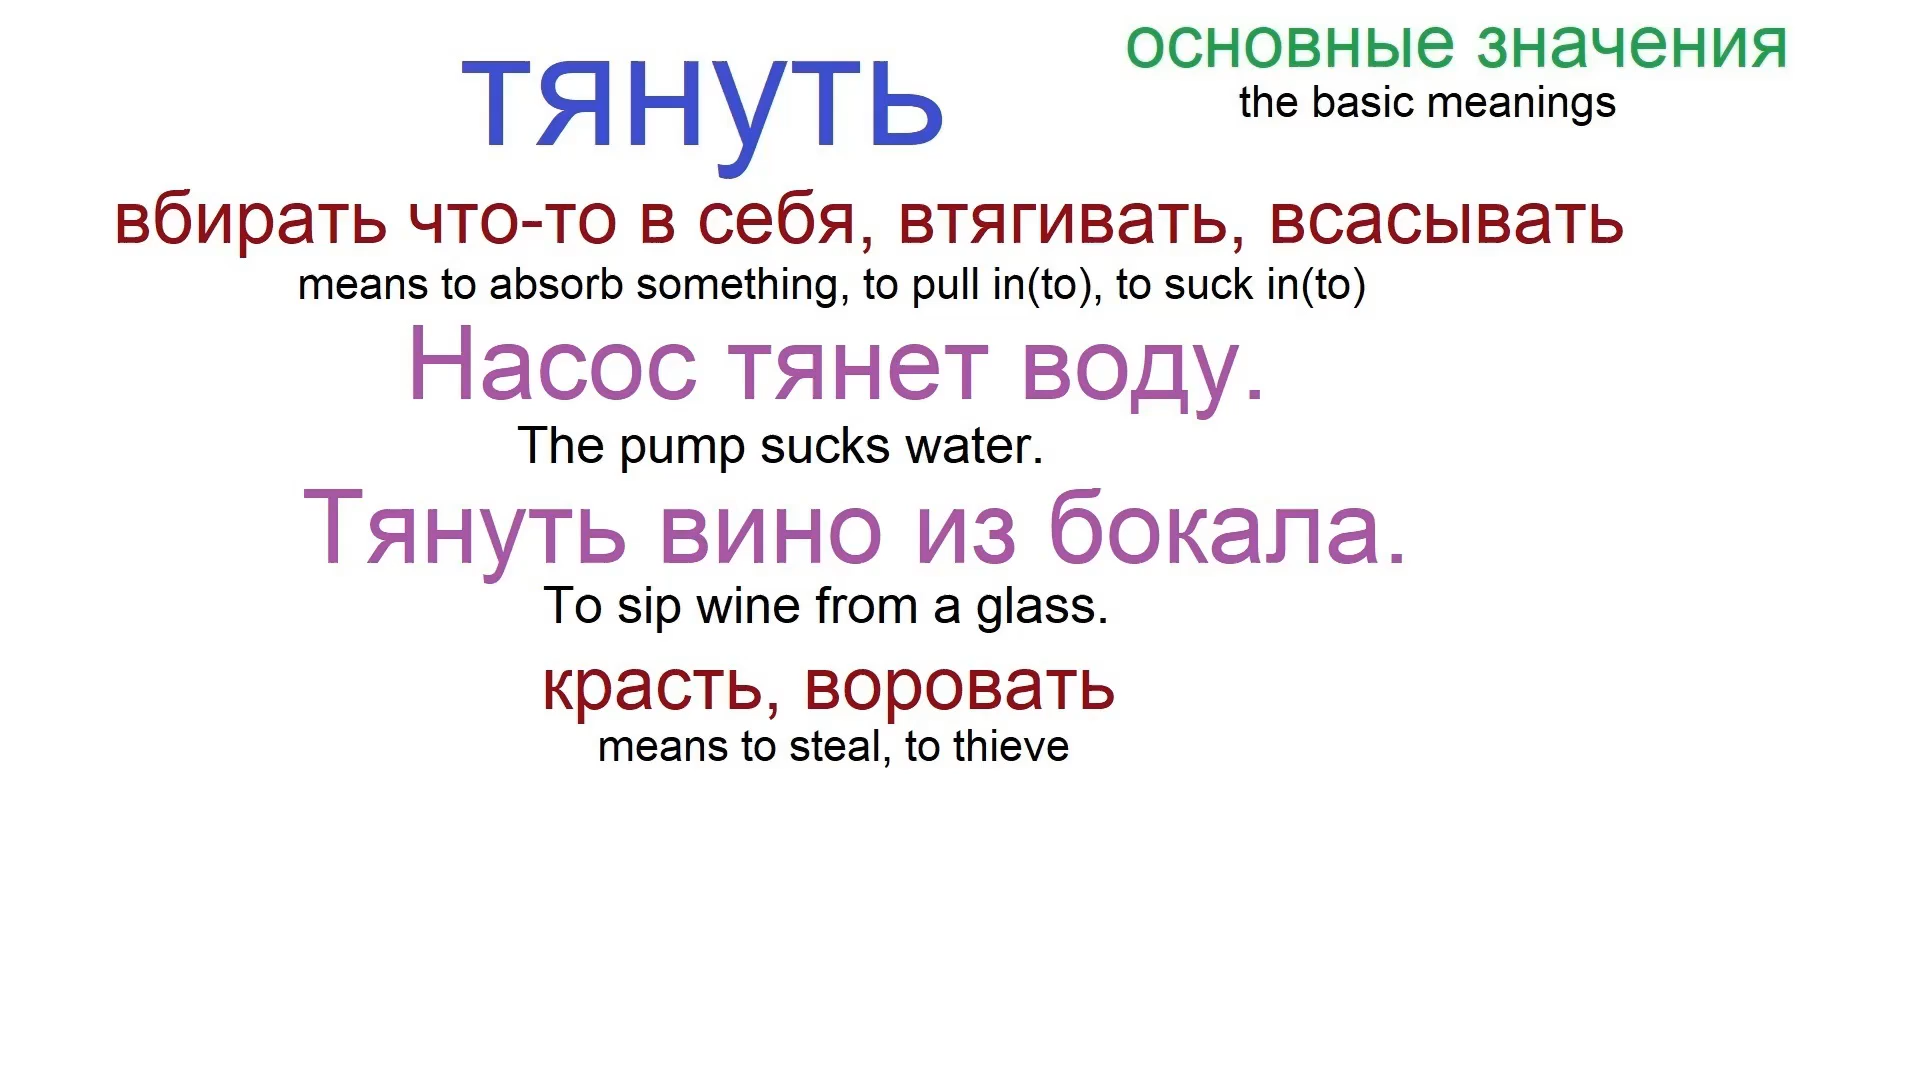 тянуть
основные значения
the basic meanings
вбирать что-то в себя, втягивать, всасывать
means to absorb something, to pull in(to), to suck in(to)
Насос тянет воду.
The pump sucks water.
Тянуть вино из бокала.
To sip wine from a glass.
красть, воровать
means to steal, to thieve